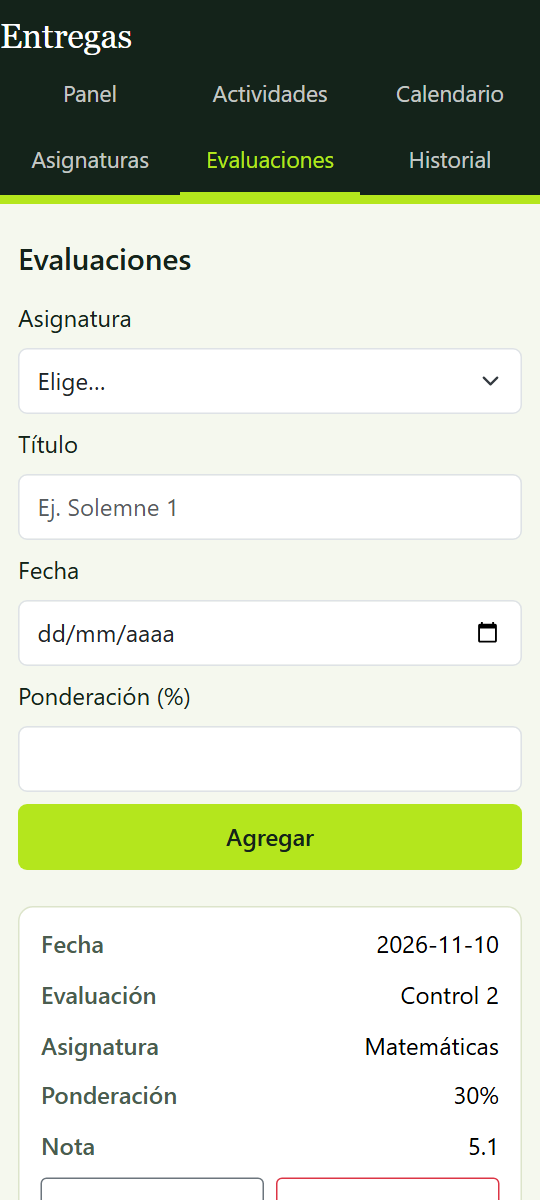 Entregas
Panel Actividades Calendario
Asignaturas Evaluaciones Historial
Evaluaciones
Asignatura
Elige...
Título
Ej. Solemne 1
Fecha
dd/mm/aaaa
Ponderación (%)
Agregar
Fecha 2026-11-10
Evaluación Control 2
Asignatura Matemáticas
Ponderación 30%
Nota 5.1